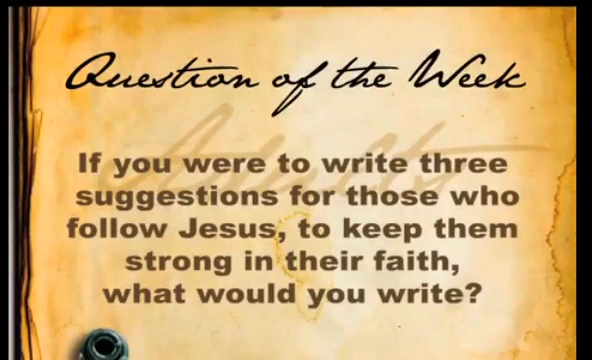 Question of the Week
If you were to write three
suggestions for those who
follow Jesus, to keep them
strong in their faith,
what would you write?